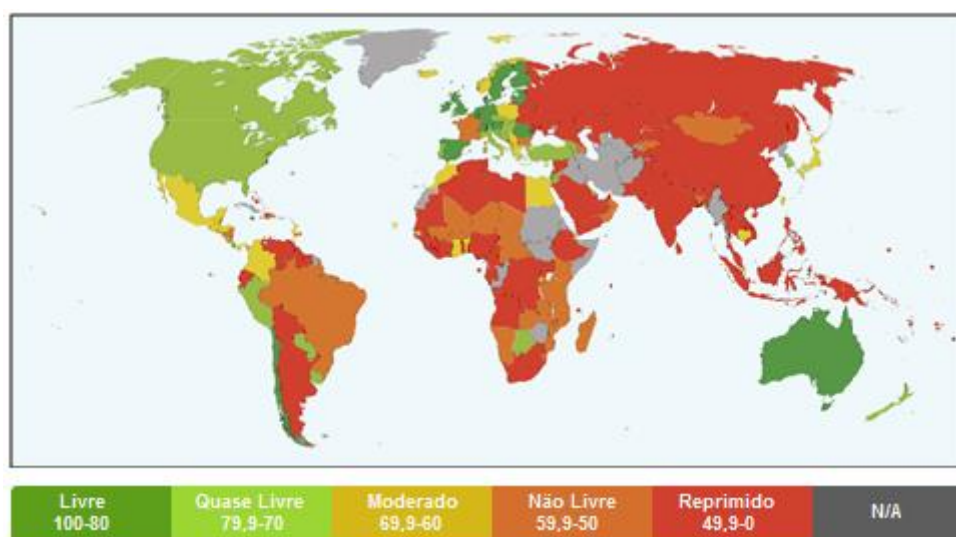 Livre
100-80
Quase Livre
79,9-70
Moderado
69,9-60
Não Livre
59,9-50
Reprimido
49,9-0
N/A